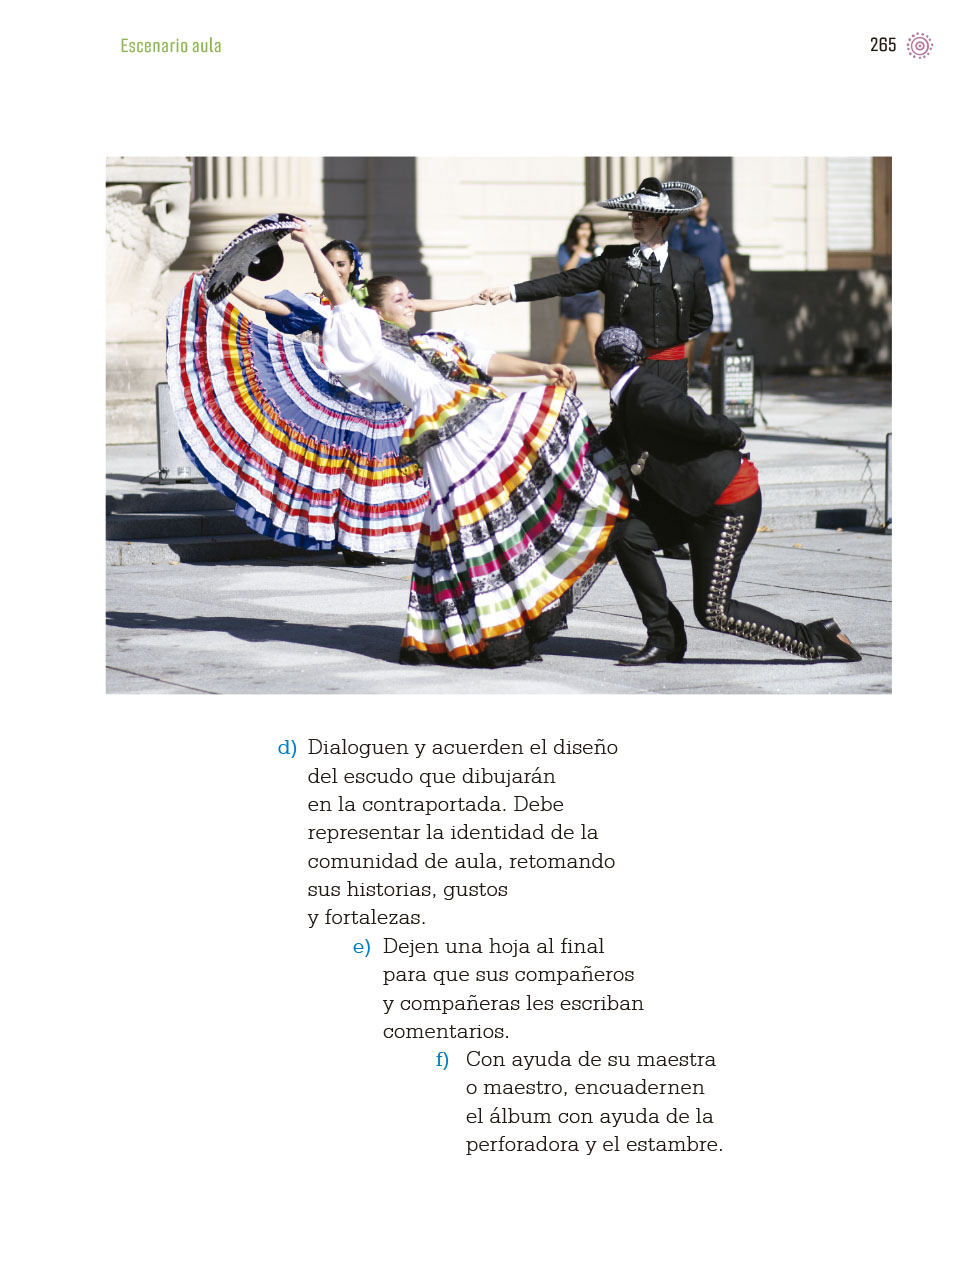 Escenario aula
265
d) Dialoguen y acuerden el diseño
del escudo que dibujarán
en la contraportada. Debe
representar la identidad de la
comunidad de aula, retomando
sus historias, gustos
y fortalezas.
e) Dejen una hoja al final
para que sus compañeros
y compañeras les escriban
comentarios.
f) Con ayuda de su maestra
o maestro, encuadernen
el álbum con ayuda de la
perforadora y el estambre.